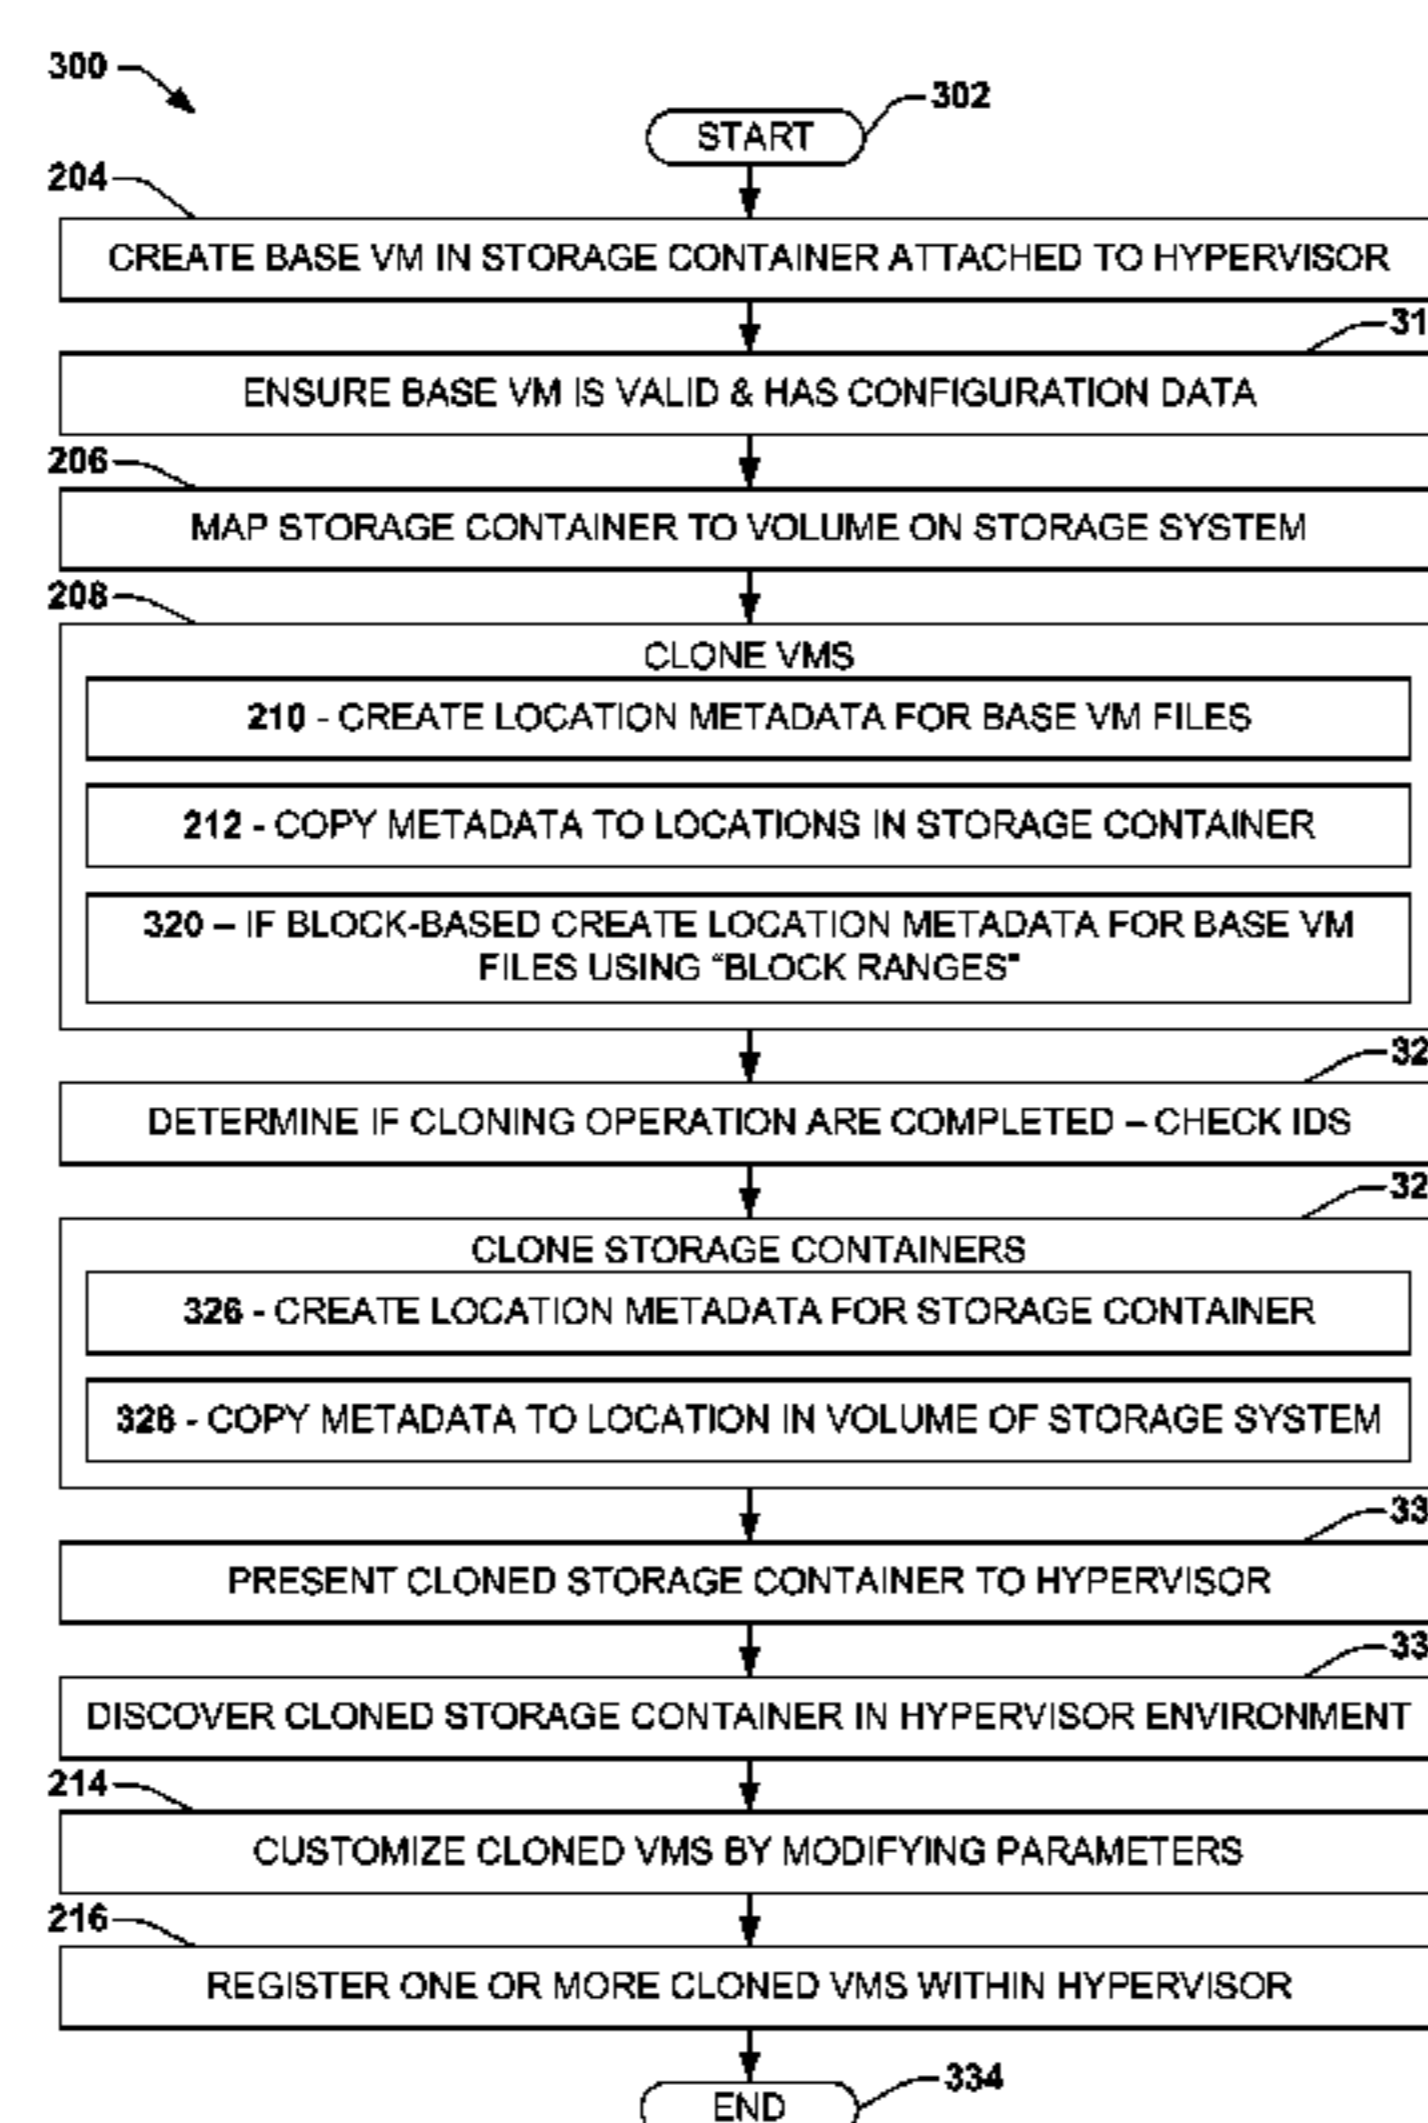 300
302
START
204
CREATE BASE VM IN STORAGE CONTAINER ATTACHED TO HYPERVISOR
31
ENSURE BASE VM IS VALID & HAS CONFIGURATION DATA
206
MAP STORAGE CONTAINER TO VOLUME ON STORAGE SYSTEM
208
CLONE VMS
210 - CREATE LOCATION METADATA FOR BASE VM FILES
212 - COPY METADATA TO LOCATIONS IN STORAGE CONTAINER
320 – IF BLOCK-BASED CREATE LOCATION METADATA FOR BASE VM
FILES USING "BLOCK RANGES"
32
DETERMINE IF CLONING OPERATION ARE COMPLETED – CHECK IDS
32
CLONE STORAGE CONTAINERS
326 - CREATE LOCATION METADATA FOR STORAGE CONTAINER
328 - COPY METADATA TO LOCATION IN VOLUME OF STORAGE SYSTEM
33
PRESENT CLONED STORAGE CONTAINER TO HYPERVISOR
33
DISCOVER CLONED STORAGE CONTAINER IN HYPERVISOR ENVIRONMENT
214
CUSTOMIZE CLONED VMS BY MODIFYING PARAMETERS
216
REGISTER ONE OR MORE CLONED VMS WITHIN HYPERVISOR
334
END